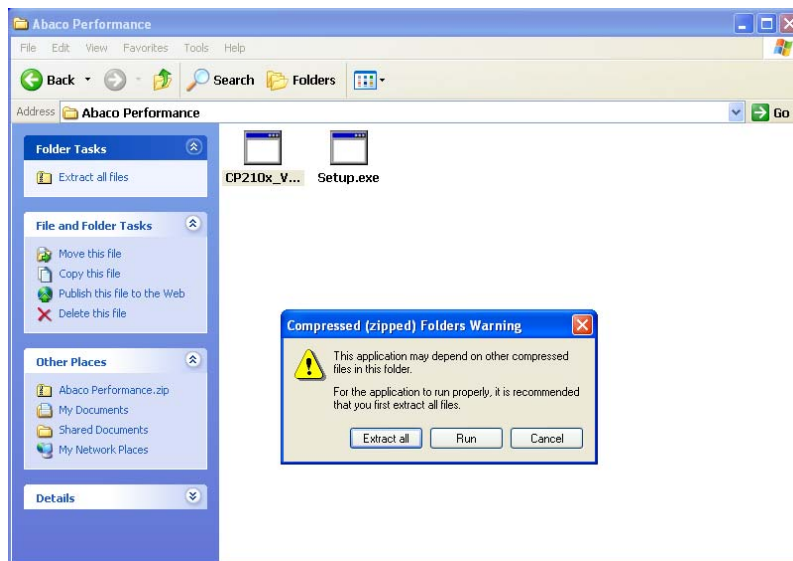 Abaco Performance
File Edit View Favorites Tools Help
Back Search Folders
Address Abaco Performance Go
Folder Tasks
Extract all files
CP210x_V... Setup.exe
File and Folder Tasks
Move this file
Copy this file
Publish this file to the Web
Delete this file
Other Places
Abaco Performance.zip
My Documents
Shared Documents
My Network Places
Details
Compressed (zipped) Folders Warning
This application may depend on other compressed
files in this folder.
For the application to run properly, it is recommended
that you first extract all files.
Extract all Run Cancel